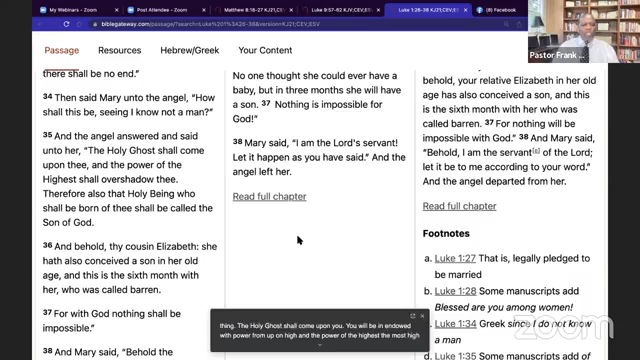 My Webinars - Zoom
Post Attendee - Zoom
Matthew 8:18-27 KJ21;CEV;ES
Luke 9:57-62 KJ21;CEV;ESV
Luke 1:26-38 KJ21;CEV;ESV
(8) Facebook
biblegateway.com/passage/?search=Luke%201%3A26-38&version=KJ21;CEV;ESV
Passage
Resources
Hebrew/Greek
Your Content
Pastor Frank
there shall be no end."
34 Then said Mary unto the angel, "How
shall this be, seeing I know not a man?"
35 And the angel answered and said
unto her, "The Holy Ghost shall come
upon thee, and the power of the
Highest shall overshadow thee.
Therefore also that Holy Being who
shall be born of thee shall be called the
Son of God.
36 And behold, thy cousin Elizabeth: she
hath also conceived a son in her old
age, and this is the sixth month with
her, who was called barren.
37 For with God nothing shall be
impossible."
38 And Mary said, "Behold the
No one thought she could ever have a
baby, but in three months she will have
a son. 37 Nothing is impossible for
God!"
38 Mary said, "I am the Lord's servant!
Let it happen as you have said." And the
angel left her.
Read full chapter
behold, your relative Elizabeth in her old
age has also conceived a son, and this
is the sixth month with her who was
called barren. 37 For nothing will be
impossible with God." 38 And Mary said,
"Behold, I am the servant[g] of the Lord;
let it be to me according to your word."
And the angel departed from her.
Read full chapter
Footnotes
a. Luke 1:27 That is, legally pledged to
be married
b. Luke 1:28 Some manuscripts add
Blessed are you among women!
c. Luke 1:34 Greek since I do not know
a man
d. Luke 1:35 Some manuscripts add
thing. The Holy Ghost shall come upon you. You will be endowed
with power from up on high and the power of the highest the most high
zoom